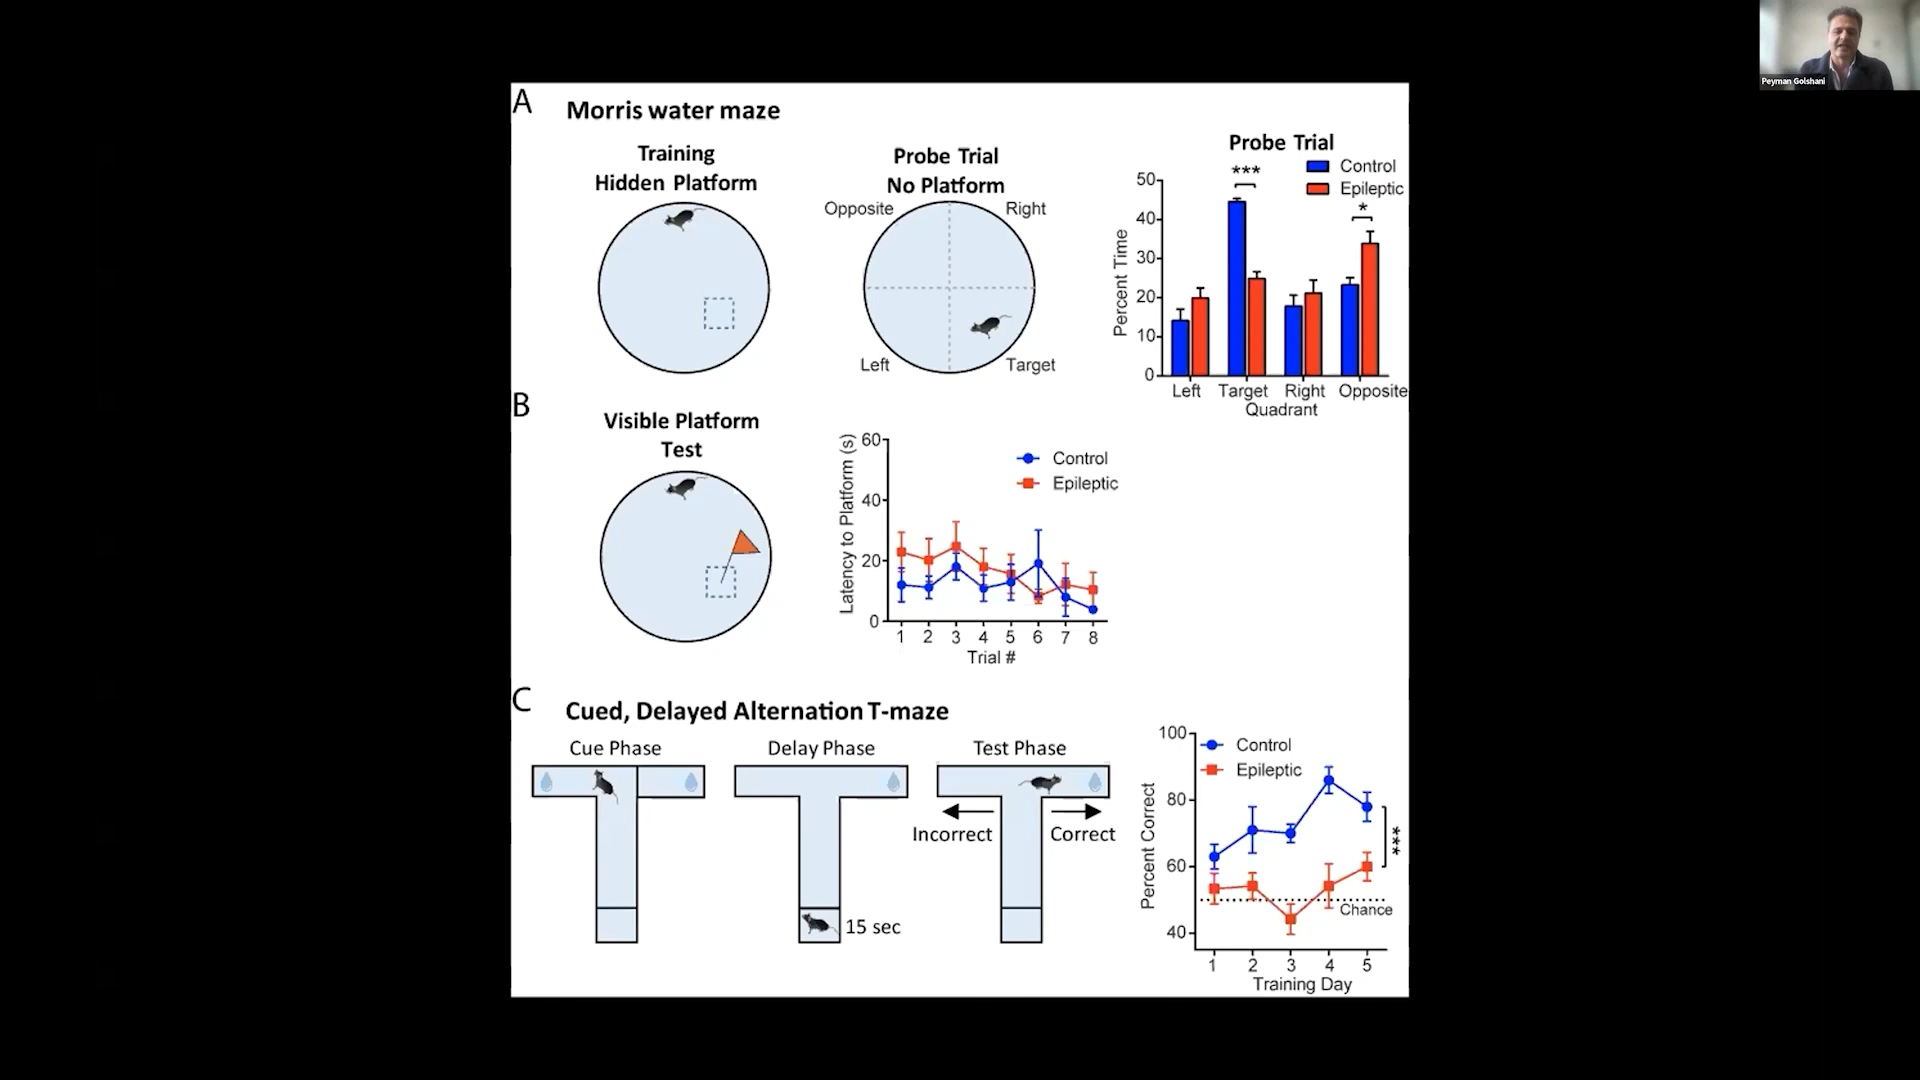 Peyman Golshani
A
Morris water maze
Training
Hidden Platform
Probe Trial
No Platform
Opposite
Right
Left
Target
Probe Trial
Control
Epileptic
***
*
Percent Time
50
40
30
20
10
0
Left Target Right Opposite
Quadrant
B
Visible Platform
Test
Latency to Platform (s)
60
40
20
0
Control
Epileptic
1 2 3 4 5 6 7 8
Trial #
C
Cued, Delayed Alternation T-maze
Cue Phase
Delay Phase
15 sec
Test Phase
Incorrect
Correct
Percent Correct
100
80
60
40
Control
Epileptic
***
Chance
1 2 3 4 5
Training Day